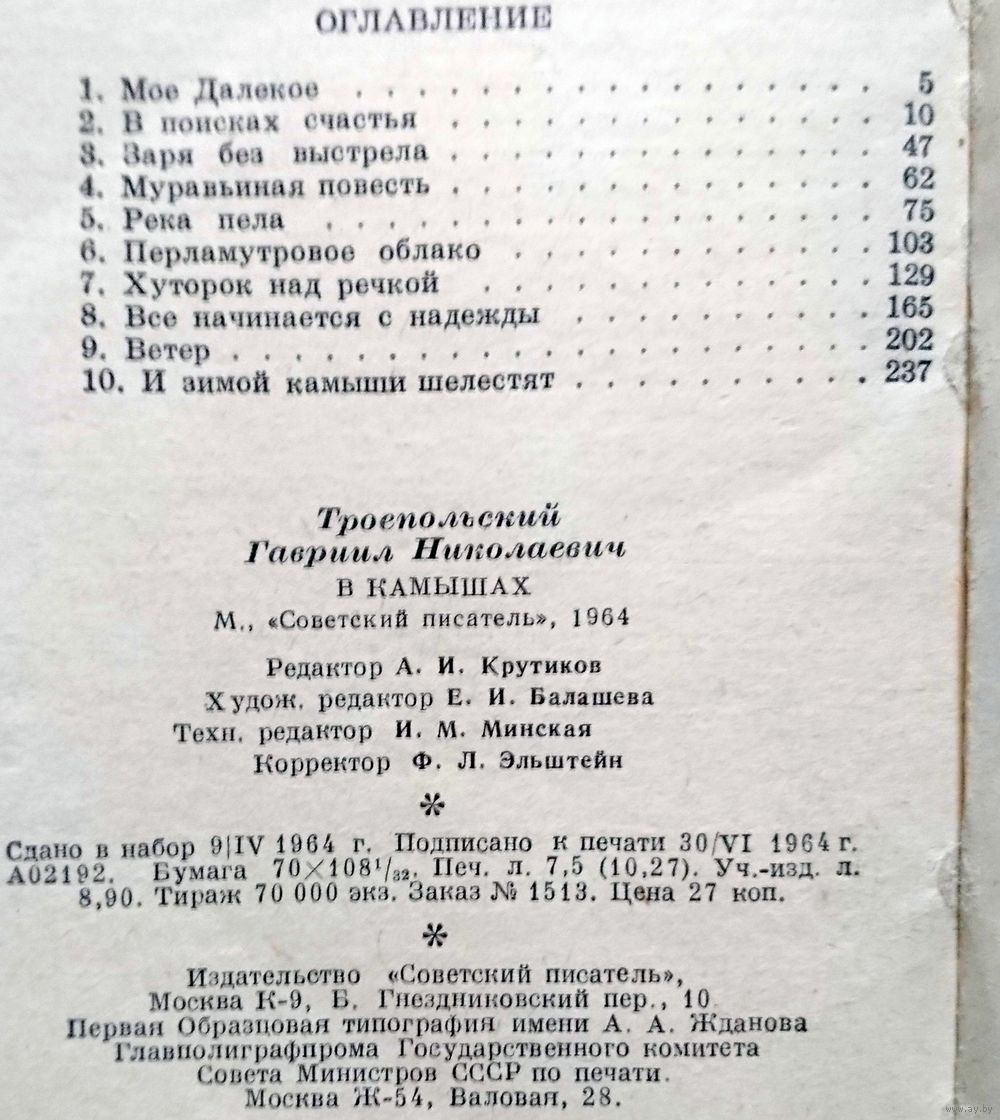 ОГЛАВЛЕНИЕ
1. Мое Далекое . . . . . . . . . . . . . . . . . 5
2. В поисках счастья . . . . . . . . . . . . . . 10
3. Заря без выстрела . . . . . . . . . . . . . . 47
4. Муравьиная повесть . . . . . . . . . . . . . . 62
5. Река пела . . . . . . . . . . . . . . . . . . 75
6. Перламутровое облако . . . . . . . . . . . . 103
7. Хуторок над речкой . . . . . . . . . . . . . 129
8. Все начинается с надежды . . . . . . . . . . 165
9. Ветер . . . . . . . . . . . . . . . . . . . . . 202
10. И зимой камыши шелестят . . . . . . . . . . 237
Троепольский
Гавриил Николаевич
В КАМЫШАХ
М., «Советский писатель», 1964
Редактор А. И. Крутиков
Худож. редактор Е. И. Балашева
Техн. редактор И. М. Минская
Корректор Ф. Л. Эльштейн
*
Сдано в набор 9|IV 1964 г. Подписано к печати 30/VI 1964 г.
А02192. Бумага 70×108¹/₃₂. Печ. л. 7,5 (10,27). Уч.-изд. л.
8,90. Тираж 70 000 экз. Заказ № 1513. Цена 27 коп.
*
Издательство «Советский писатель»,
Москва К-9, Б. Гнездниковский пер., 10
Первая Образцовая типография имени А. А. Жданова
Главполиграфпрома Государственного комитета
Совета Министров СССР по печати.
Москва Ж-54, Валовая, 28.
www.ay.by